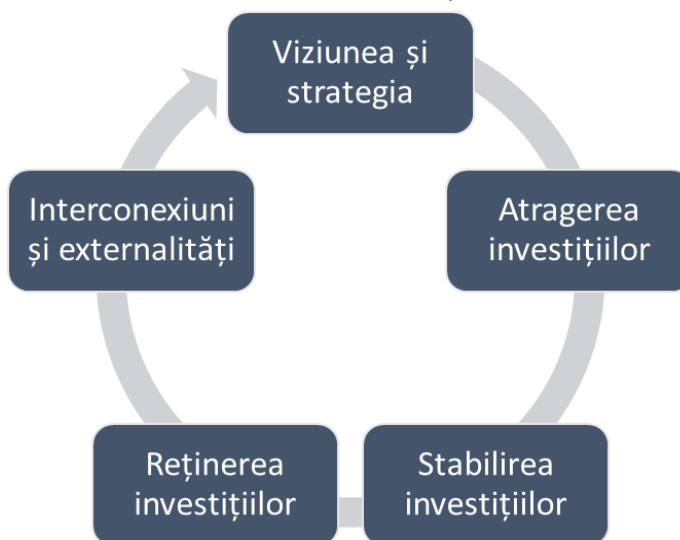 Viziunea și
strategia
Atragerea
investițiilor
Stabilirea
investițiilor
Reținerea
investițiilor
Interconexiuni
și externalități